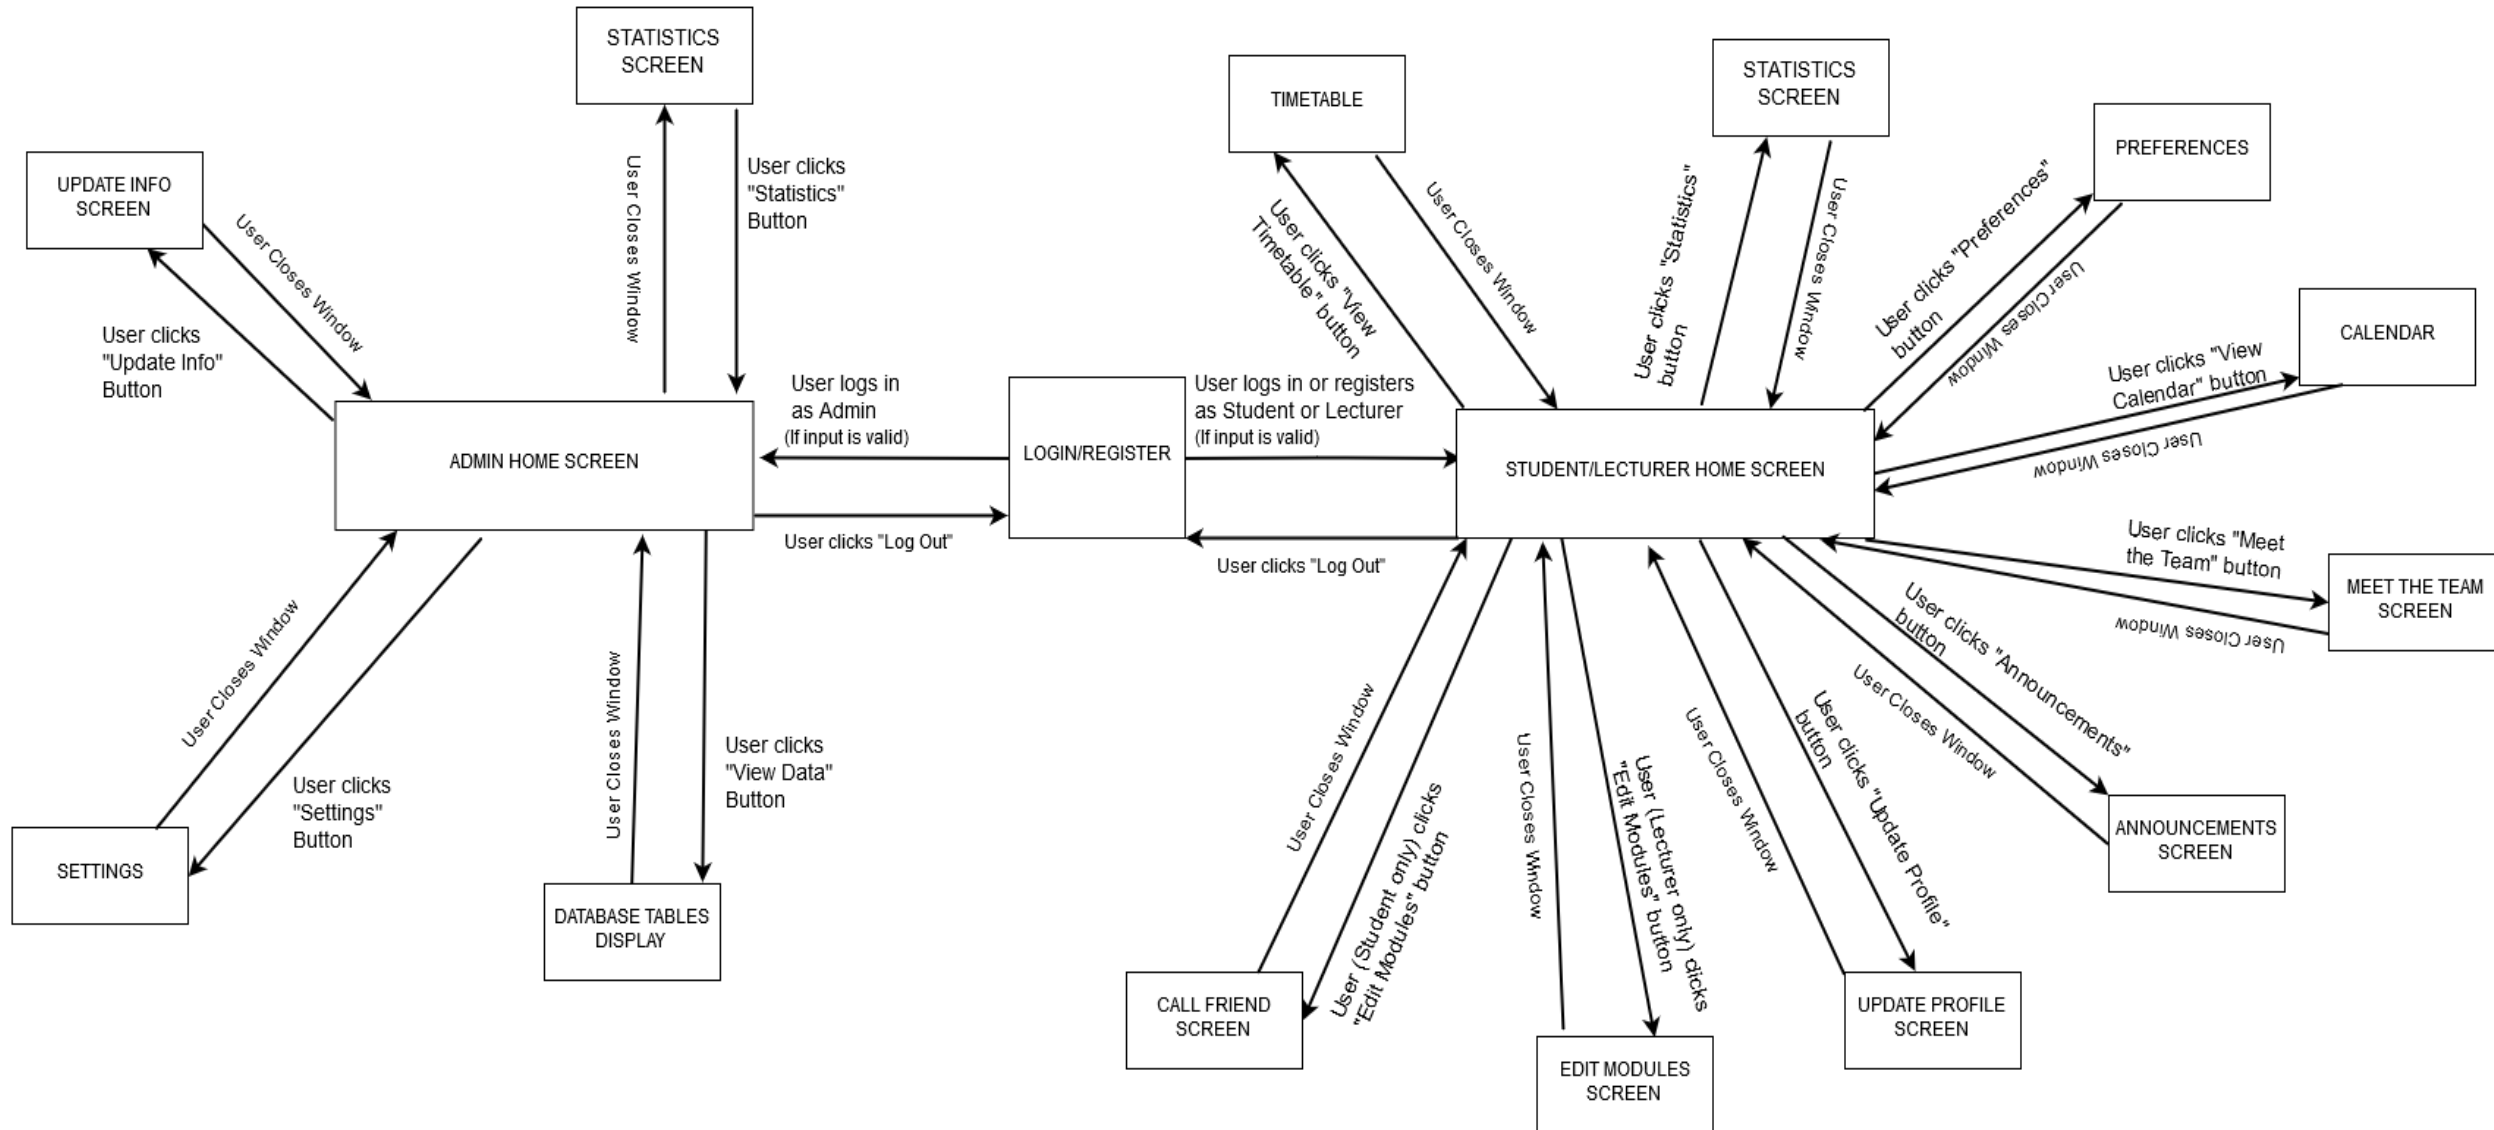 STATISTICS
SCREEN
User Closes Window
User clicks
"Statistics"
Button
UPDATE INFO
SCREEN
User Closes Window
User clicks
"Update Info"
Button
ADMIN HOME SCREEN
User logs in
as Admin
(If input is valid)
User clicks "Log Out"
User Closes Window
User clicks
"Settings"
Button
SETTINGS
User Closes Window
User clicks
"View Data"
Button
DATABASE TABLES
DISPLAY
LOGIN/REGISTER
User logs in or registers
as Student or Lecturer
(If input is valid)
User clicks "Log Out"
TIMETABLE
User clicks "View
Timetable" button
User Closes Window
STATISTICS
SCREEN
User clicks "Statistics"
button
User Closes Window
PREFERENCES
User clicks "Preferences"
button
User Closes Window
CALENDAR
User clicks "View
Calendar" button
User Closes Window
STUDENT/LECTURER HOME SCREEN
User clicks "Meet
the Team" button
User Closes Window
MEET THE TEAM
SCREEN
User clicks "Announcements"
button
User Closes Window
ANNOUNCEMENTS
SCREEN
User clicks "Update Profile"
button
User Closes Window
UPDATE PROFILE
SCREEN
User (Lecturer only) clicks
"Edit Modules" button
User Closes Window
EDIT MODULES
SCREEN
User (Student only) clicks
"Edit Modules" button
User Closes Window
CALL FRIEND
SCREEN